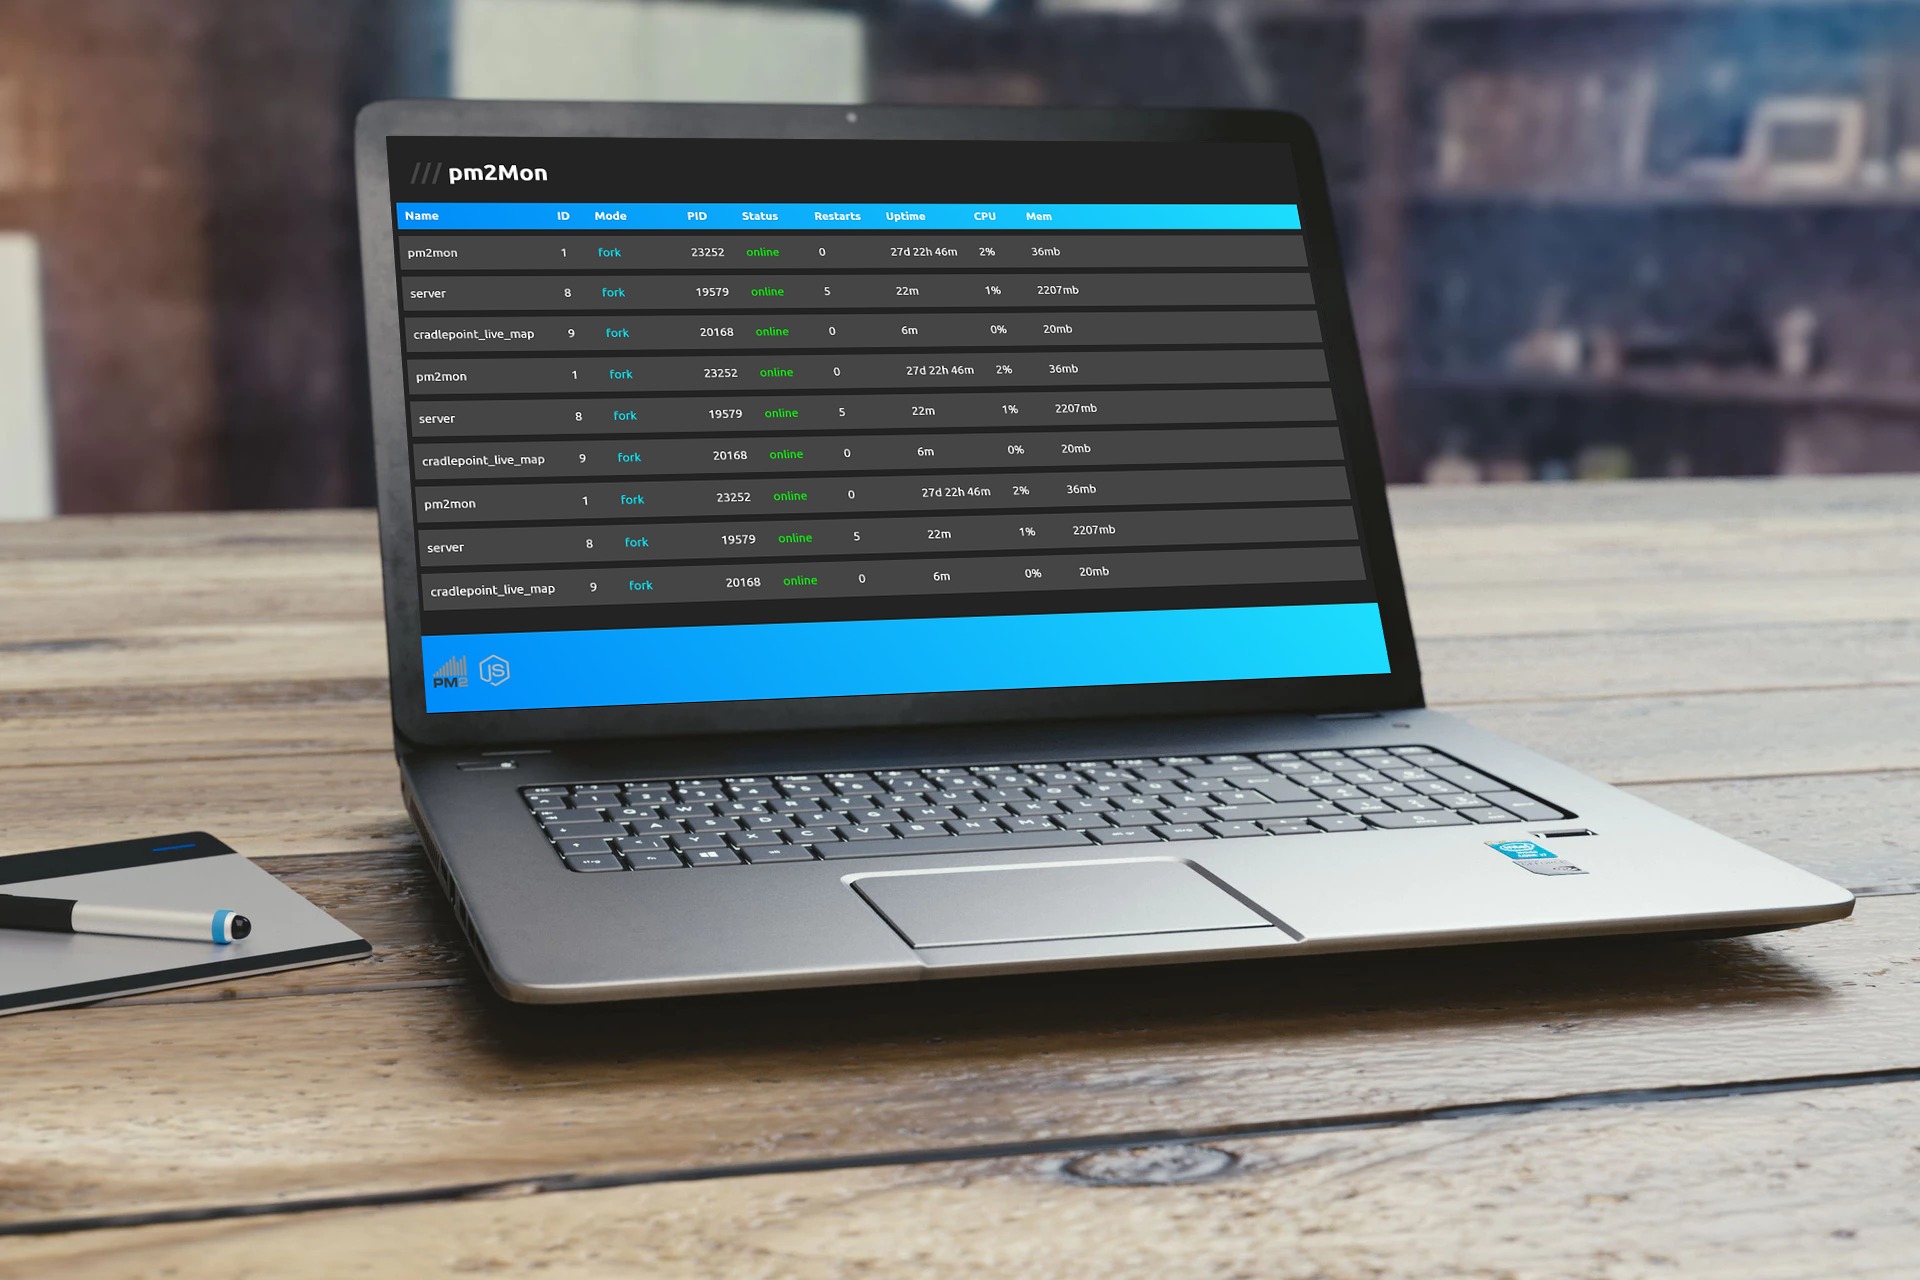 /// pm2Mon
Name ID Mode PID Status Restarts Uptime CPU Mem
pm2mon 1 fork 23252 online 0 27d 22h 46m 2% 36mb
server 8 fork 19579 online 5 22m 1% 2207mb
cradlepoint_live_map 9 fork 20168 online 0 6m 0% 20mb
pm2mon 1 fork 23252 online 0 27d 22h 46m 2% 36mb
server 8 fork 19579 online 5 22m 1% 2207mb
cradlepoint_live_map 9 fork 20168 online 0 6m 0% 20mb
pm2mon 1 fork 23252 online 0 27d 22h 46m 2% 36mb
server 8 fork 19579 online 5 22m 1% 2207mb
cradlepoint_live_map 9 fork 20168 online 0 6m 0% 20mb
PM2 JS